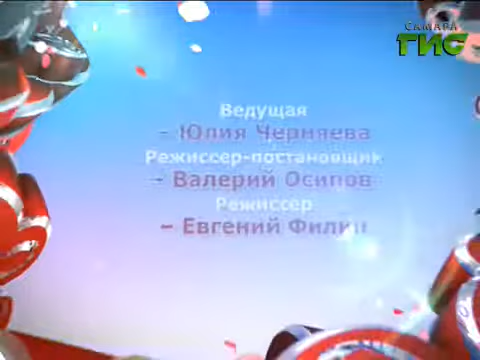 САМАРА
ГИС
Ведущая
- Юлия Черняева
Режиссер-постановщик
- Валерий Осипов
Режиссер
- Евгений Филин